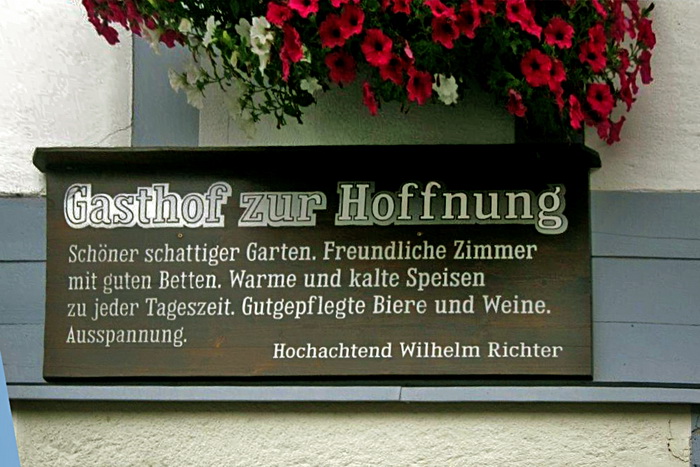 Gasthof zur Hoffnung
Schöner schattiger Garten. Freundliche Zimmer
mit guten Betten. Warme und kalte Speisen
zu jeder Tageszeit. Gutgepflegte Biere und Weine.
Ausspannung.
Hochachtend Wilhelm Richter